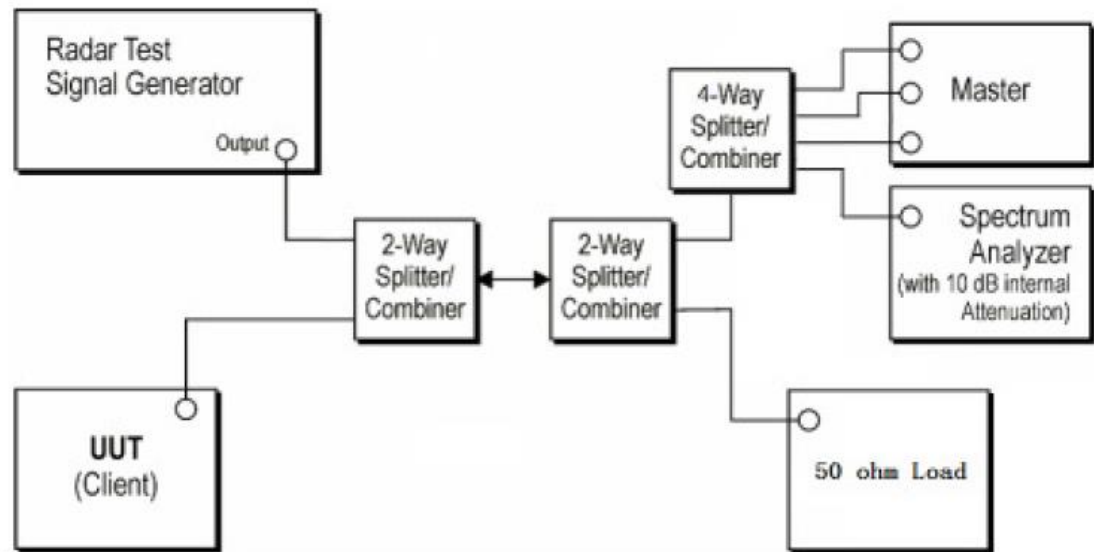 Radar Test
Signal Generator
Output
4-Way
Splitter/
Combiner
Master
2-Way
Splitter/
Combiner
2-Way
Splitter/
Combiner
Spectrum
Analyzer
(with 10 dB internal
Attenuation)
UUT
(Client)
50 ohm Load